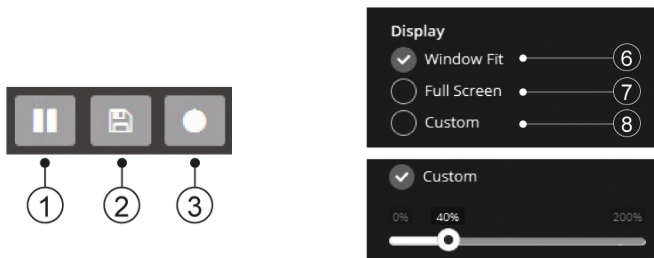 1 2 3
Display
Window Fit 6
Full Screen 7
Custom 8
Custom
0% 40% 200%